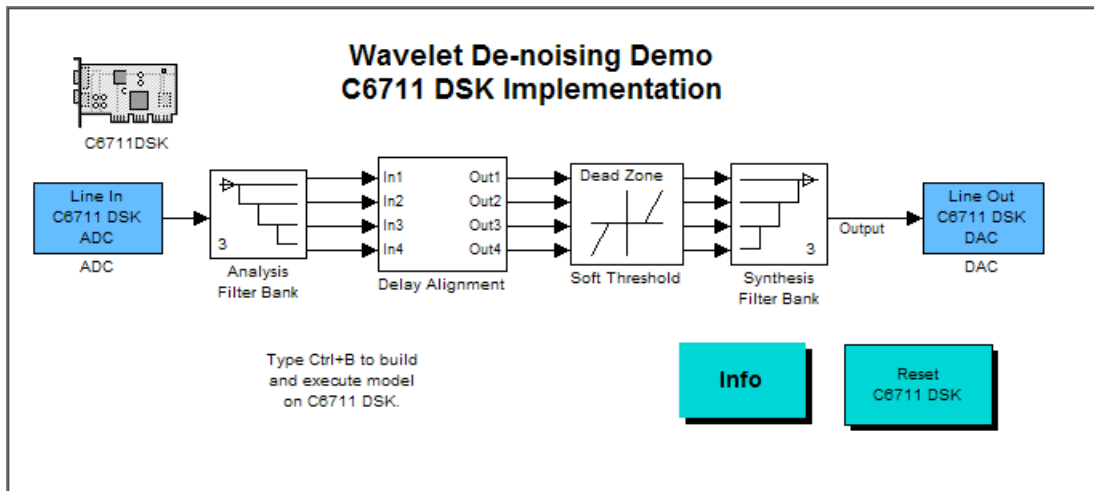 Wavelet De-noising Demo
C6711 DSK Implementation
C6711DSK
Line In
C6711 DSK
ADC
ADC
3
Analysis
Filter Bank
In1
In2
In3
In4
Out1
Out2
Out3
Out4
Delay Alignment
Dead Zone
Soft Threshold
3
Synthesis
Filter Bank
Output
Line Out
C6711 DSK
DAC
DAC
Type Ctrl+B to build
and execute model
on C6711 DSK.
Info
Reset
C6711 DSK